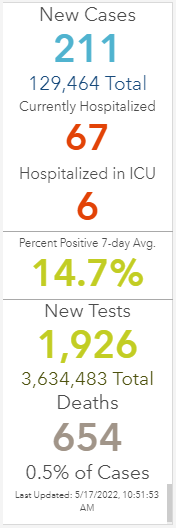 New Cases
211
129,464 Total
Currently Hospitalized
67
Hospitalized in ICU
6
Percent Positive 7-day Avg.
14.7%
New Tests
1,926
3,634,483 Total
Deaths
654
0.5% of Cases
Last Updated: 5/17/2022, 10:51:53
AM